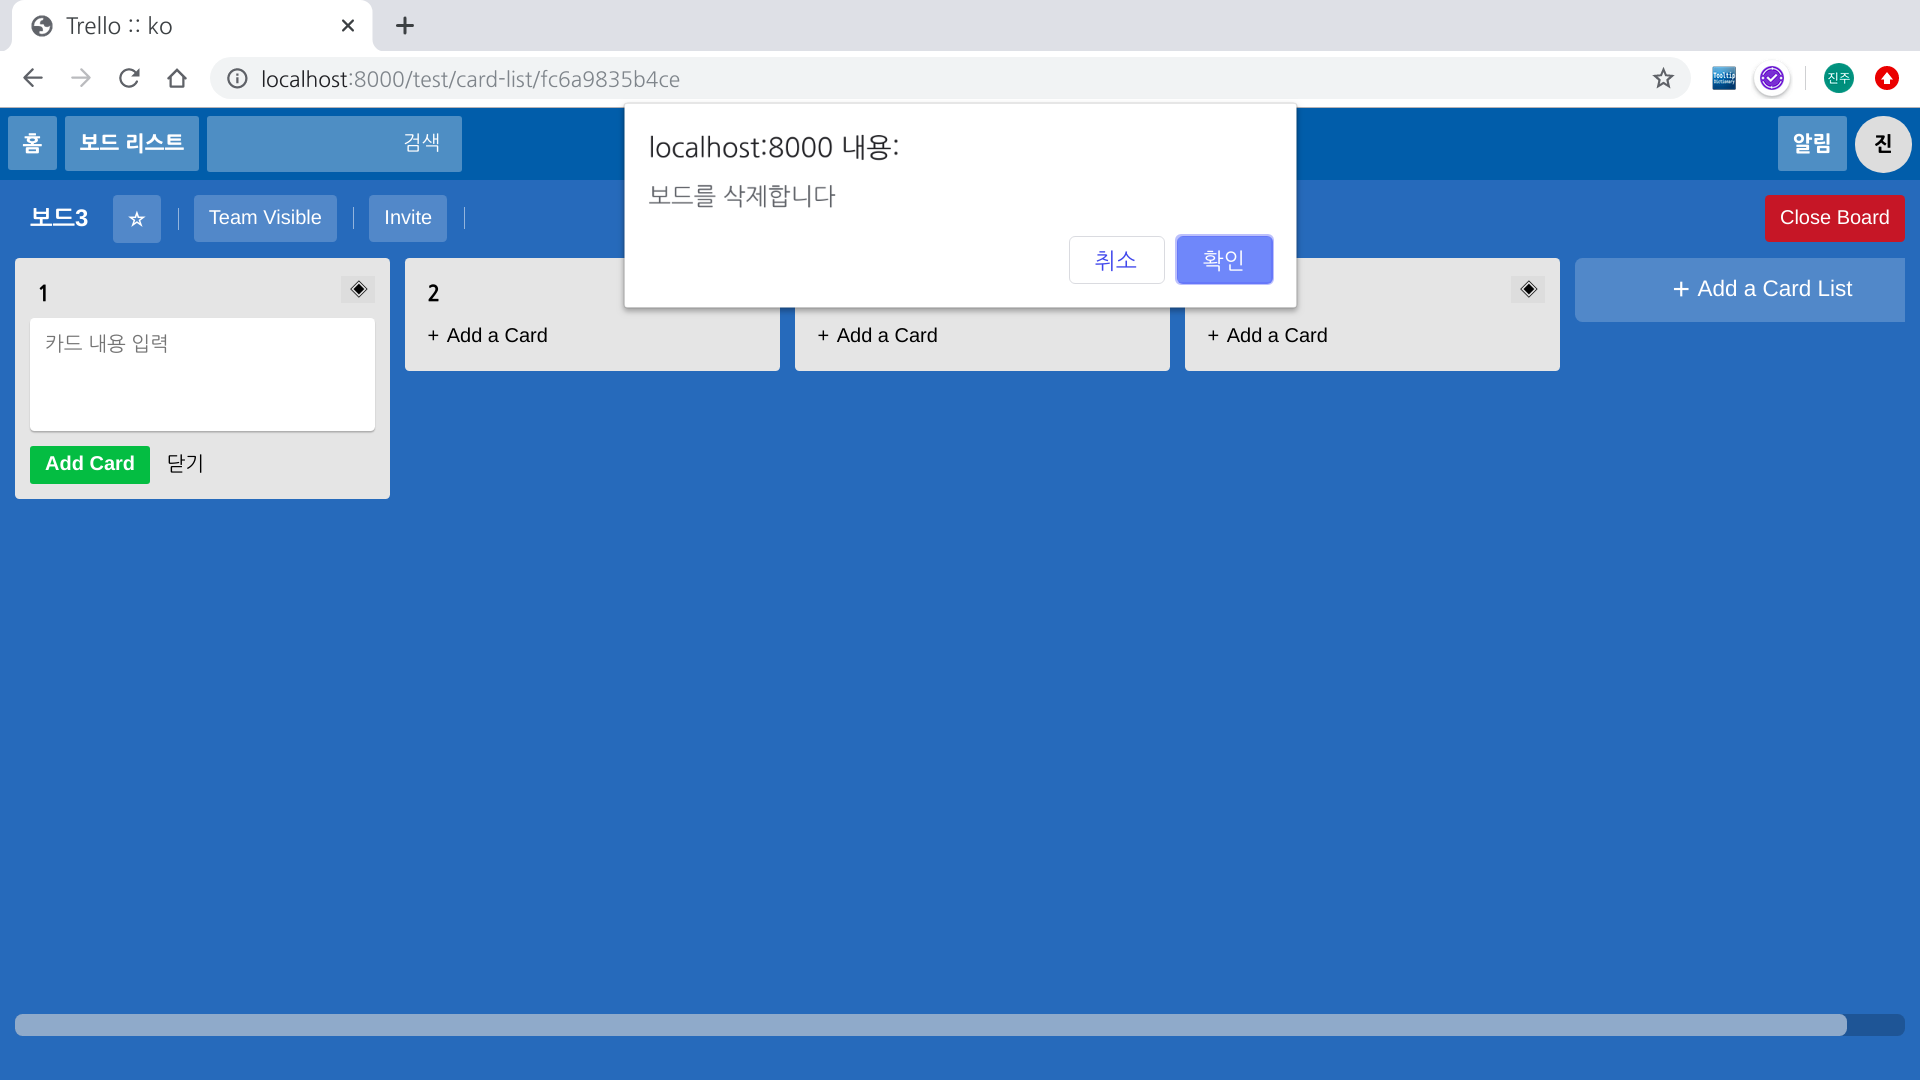 Trello :: ko
localhost:8000/test/card-list/fc6a9835b4ce
Tooltip
진주
홈
보드 리스트
검색
알림
진
localhost:8000 내용:
보드를 삭제합니다
취소
확인
보드3
☆
Team Visible
Invite
Close Board
1
◈
카드 내용 입력
Add Card
닫기
2
+ Add a Card
+ Add a Card
◈
+ Add a Card
+ Add a Card List